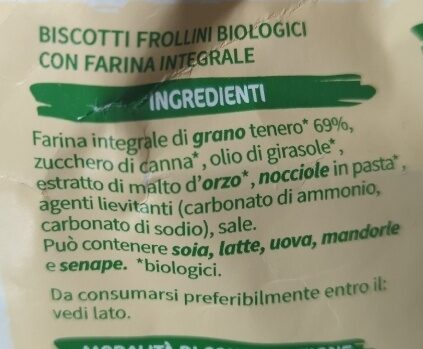 BISCOTTI FROLLINI BIOLOGICI
CON FARINA INTEGRALE
INGREDIENTI
Farina integrale di grano tenero* 69%,
zucchero di canna*, olio di girasole*,
estratto di malto d'orzo*, nocciole in pasta*,
agenti lievitanti (carbonato di ammonio,
carbonato di sodio), sale.
Può contenere soia, latte, uova, mandorle
e senape. *biologici.
Da consumarsi preferibilmente entro il:
vedi lato.